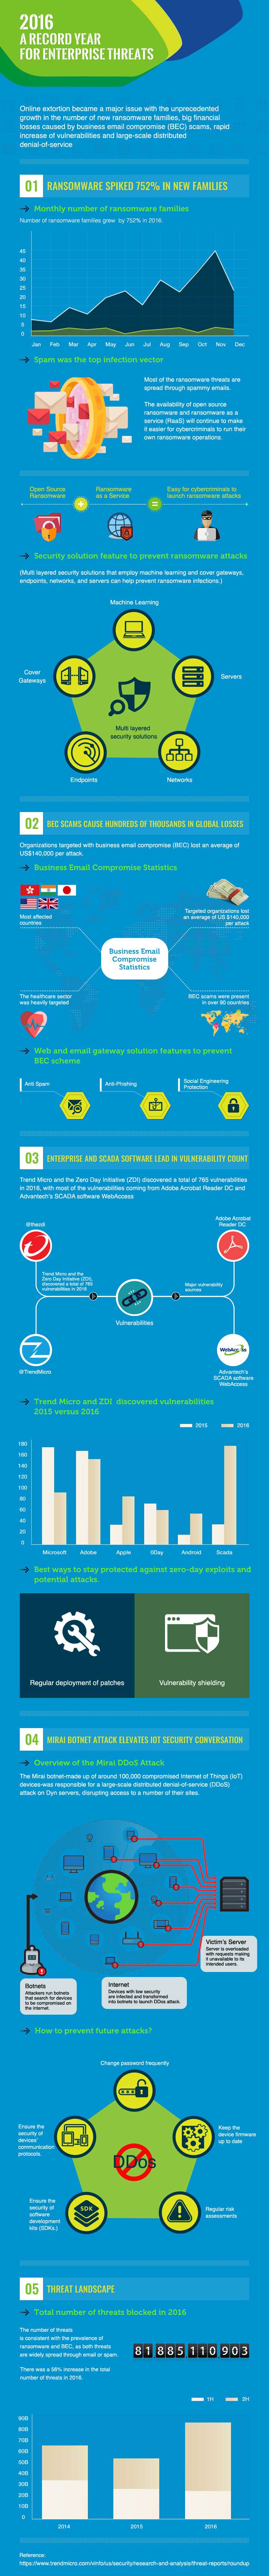 2016
A RECORD YEAR
FOR ENTERPRISE THREATS
Online extortion became a major issue with the unprecedented
growth in the number of new ransomware families, big financial
losses caused by business email compromise (BEC) scams, rapid
increase of vulnerabilities and large-scale distributed
denial-of-service
01 RANSOMWARE SPIKED 752% IN NEW FAMILIES
Monthly number of ransomware families
Number of ransomware families grew by 752% in 2016.
45
40
35
30
25
20
15
10
5
0
Jan Feb Mar Apr May Jun Jul Aug Sep Oct Nov Dec
Spam was the top infection vector
Most of the ransomware threats are
spread through spammy emails.
The availability of open source
ransomware and ransomware as a
service (RaaS) will continue to make
it easier for cybercriminals to run their
own ransomware operations.
Open Source
Ransomware
Ransomware
as a Service
Easy for cybercriminals to
launch ransomware attacks
Security solution feature to prevent ransomware attacks
(Multi layered security solutions that employ machine learning and cover gateways,
endpoints, networks, and servers can help prevent ransomware infections.)
Machine Learning
Cover
Gateways
Servers
Multi layered
security solutions
Endpoints
Networks
02 BEC SCAMS CAUSE HUNDREDS OF THOUSANDS IN GLOBAL LOSSES
Organizations targeted with business email compromise (BEC) lost an average of
US$140,000 per attack.
Business Email Compromise Statistics
Most affected
countries
Targeted organizations lost
an average of US $140,000
per attack
Business Email
Compromise
Statistics
The healthcare sector
was heavily targeted
BEC scams were present
in over 90 countries
Web and email gateway solution features to prevent
BEC scheme
Anti Spam
Anti-Phishing
Social Engineering
Protection
03 ENTERPRISE AND SCADA SOFTWARE LEAD IN VULNERABILITY COUNT
Trend Micro and the Zero Day Initiative (ZDI) discovered a total of 765 vulnerabilities
in 2016, with most of the vulnerabilities coming from Adobe Acrobat Reader DC and
Advantech's SCADA software WebAccess
@thezdi
Adobe Acrobat
Reader DC
Trend Micro and the
Zero Day Initiative (ZDI),
discovered a total of 765
vulnerabilities in 2016
Major vulnerability
sources
Vulnerabilities
@TrendMicro
WebAccess
Advantech's
SCADA software
WebAccess
Trend Micro and ZDI discovered vulnerabilities
2015 versus 2016
2015 2016
180
160
140
120
100
80
60
40
20
0
Microsoft Adobe Apple 0Day Android Scada
Best ways to stay protected against zero-day exploits and
potential attacks.
Regular deployment of patches
Vulnerability shielding
04 MIRAI BOTNET ATTACK ELEVATES IOT SECURITY CONVERSATION
Overview of the Mirai DDoS Attack
The Mirai botnet-made up of around 100,000 compromised Internet of Things (IoT)
devices-was responsible for a large-scale distributed denial-of-service (DDoS)
attack on Dyn servers, disrupting access to a number of their sites.
Victim's Server
Server is overloaded
with requests making
it unavailable to its
intended users.
Botnets
Attackers run botnets
that search for devices
to be compromised on
the internet.
Internet
Devices with low security
are infected and transformed
into botnets to launch DDos attack.
How to prevent future attacks?
Change password frequently
Ensure the
security of
devices'
communication
protocols.
Keep the
device firmware
up to date
DDos
SDK
Ensure the
security of
software
development
kits (SDKs.)
Regular risk
assessments
05 THREAT LANDSCAPE
Total number of threats blocked in 2016
The number of threats
is consistent with the prevalence of
ransomware and BEC, as both threats
are widely spread through email or spam.
81 885 110 903
There was a 56% increase in the total
number of threats in 2016.
1H 2H
90B
80B
70B
60B
50B
40B
30B
20B
10B
0
2014 2015 2016
Reference:
https://www.trendmicro.com/vinfo/us/security/research-and-analysis/threat-reports/roundup